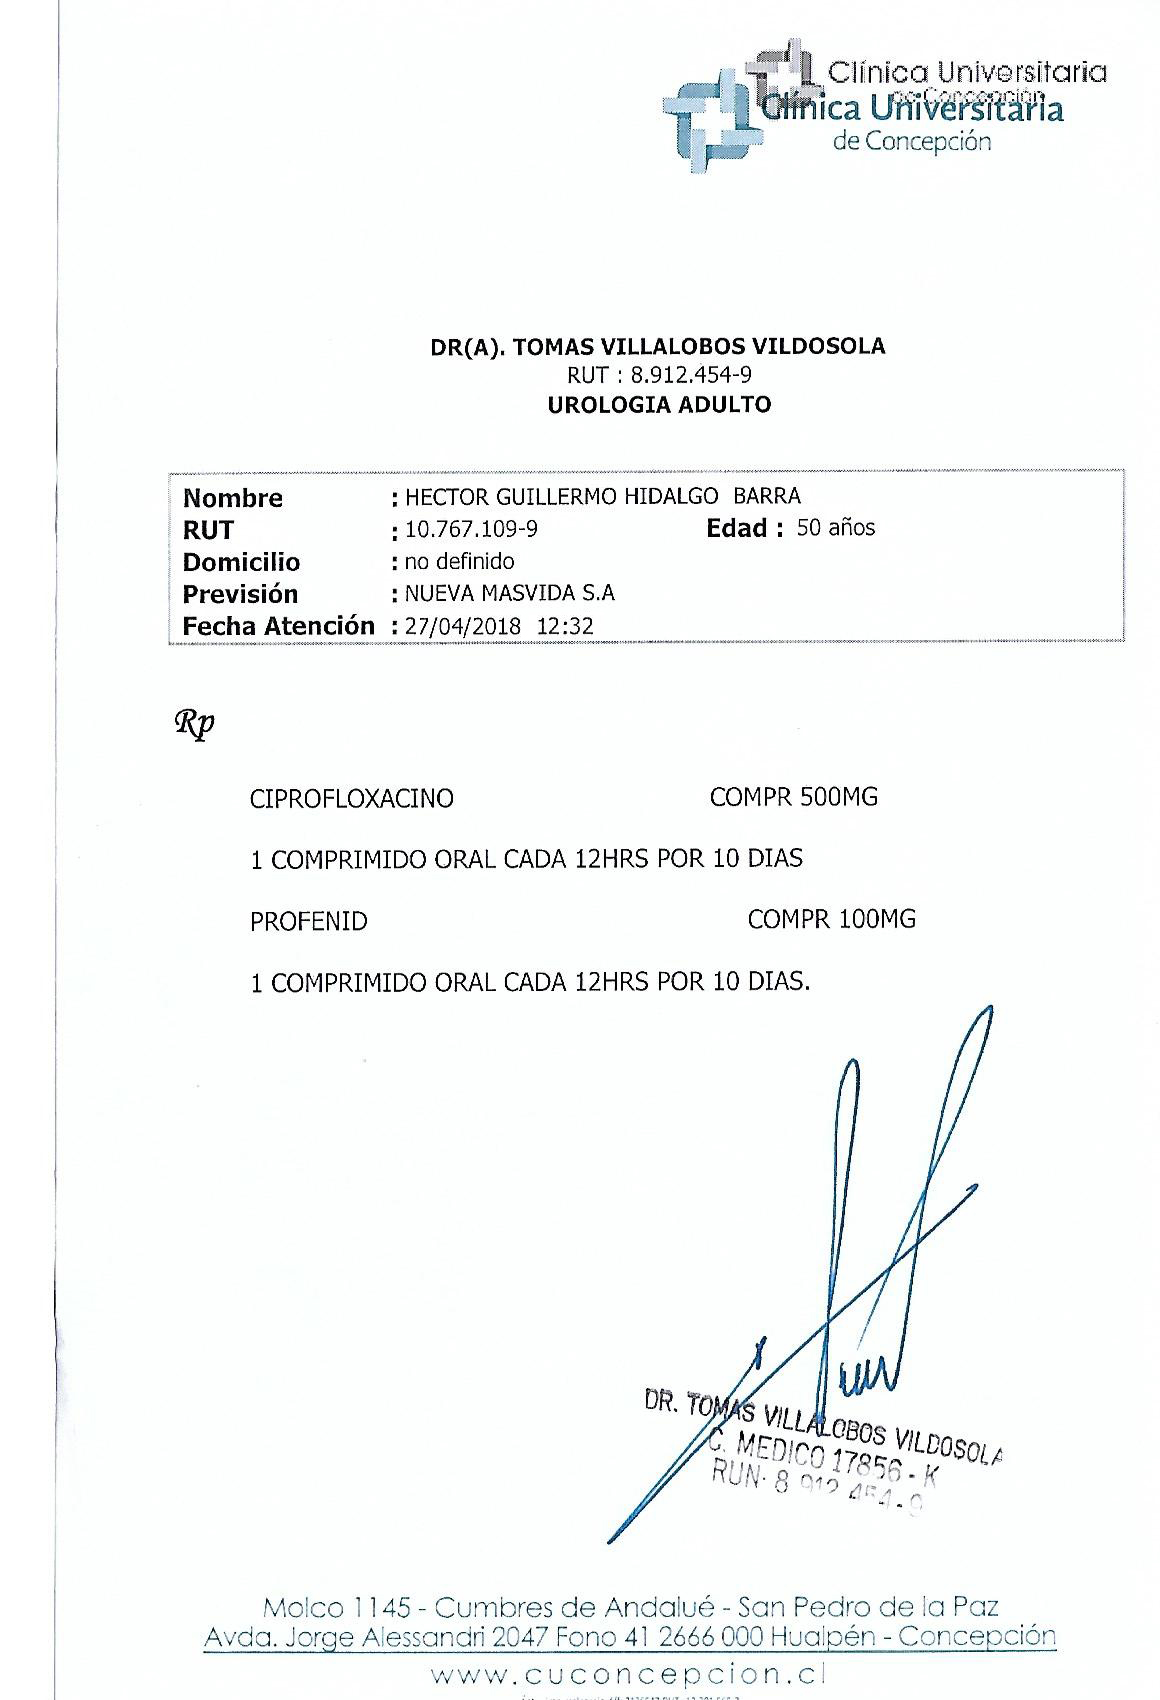 Clínica Universitaria
de Concepción
Clínica Universitaria
de Concepción
DR(A). TOMAS VILLALOBOS VILDOSOLA
RUT : 8.912.454-9
UROLOGIA ADULTO
Nombre : HECTOR GUILLERMO HIDALGO BARRA
RUT : 10.767.109-9 Edad : 50 años
Domicilio : no definido
Previsión : NUEVA MASVIDA S.A
Fecha Atención : 27/04/2018 12:32
Rp
CIPROFLOXACINO COMPR 500MG
1 COMPRIMIDO ORAL CADA 12HRS POR 10 DIAS
PROFENID COMPR 100MG
1 COMPRIMIDO ORAL CADA 12HRS POR 10 DIAS.
DR. TOMAS VILLALOBOS VILDOSOLA
C. MEDICO 17856 - K
RUN· 8 912 454-9
Molco 1145 - Cumbres de Andalué - San Pedro de la Paz
Avda. Jorge Alessandri 2047 Fono 41 2666 000 Hualpén - Concepción
www.cuconcepcion.cl